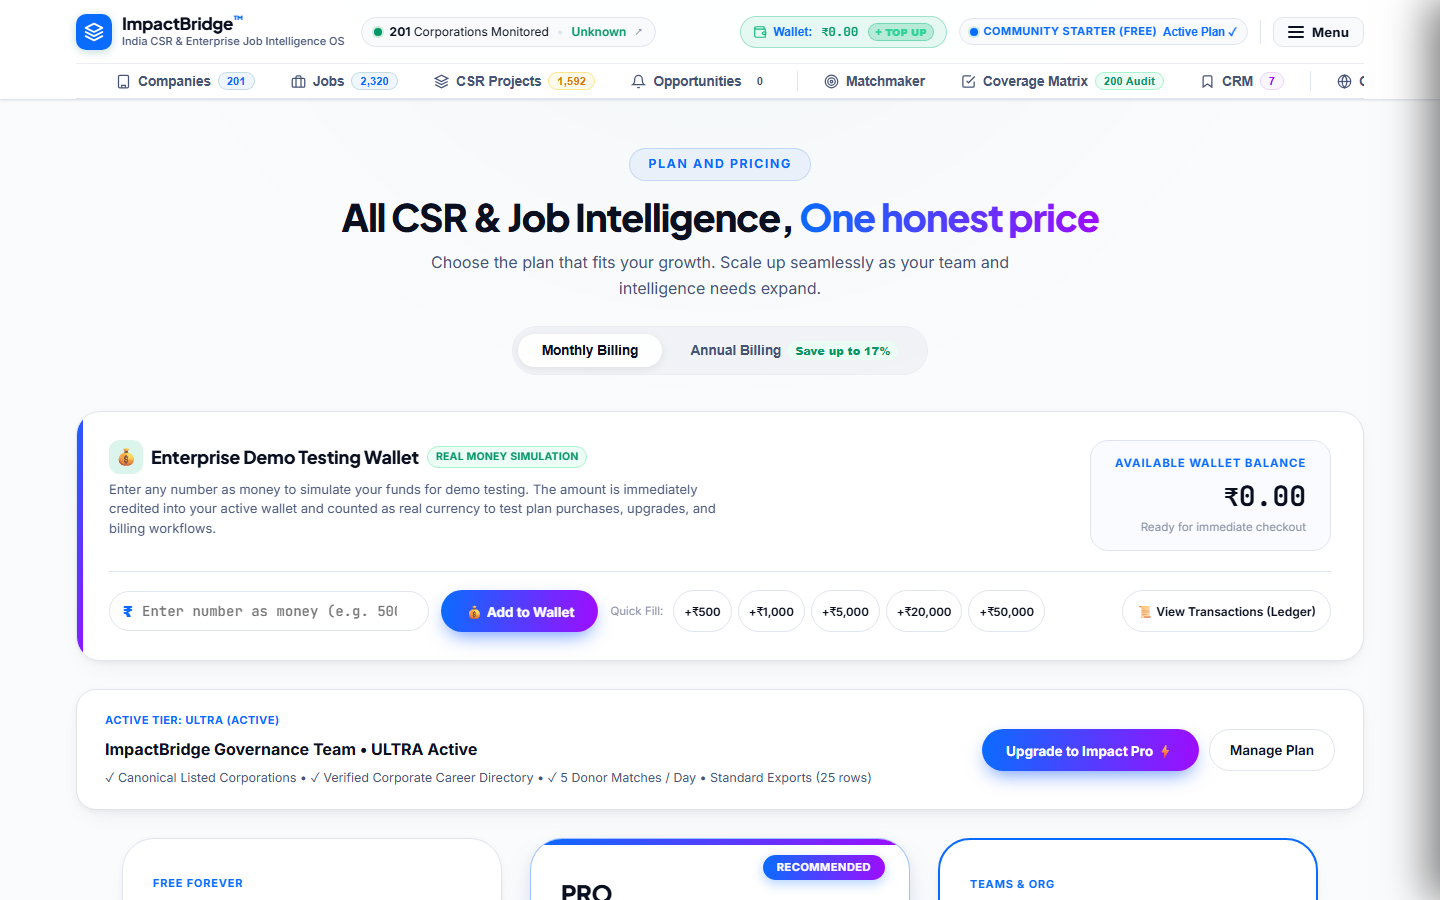 ImpactBridge™
India CSR & Enterprise Job Intelligence OS
201 Corporations Monitored • Unknown ↗
Wallet: ₹0.00 + TOP UP
COMMUNITY STARTER (FREE) Active Plan ✓
Menu
Companies 201
Jobs 2,320
CSR Projects 1,592
Opportunities 0
Matchmaker
Coverage Matrix 200 Audit
CRM 7
PLAN AND PRICING
All CSR & Job Intelligence, One honest price
Choose the plan that fits your growth. Scale up seamlessly as your team and
intelligence needs expand.
Monthly Billing
Annual Billing Save up to 17%
Enterprise Demo Testing Wallet REAL MONEY SIMULATION
Enter any number as money to simulate your funds for demo testing. The amount is immediately
credited into your active wallet and counted as real currency to test plan purchases, upgrades, and
billing workflows.
AVAILABLE WALLET BALANCE
₹0.00
Ready for immediate checkout
₹ Enter number as money (e.g. 500
Add to Wallet
Quick Fill:
+₹500
+₹1,000
+₹5,000
+₹20,000
+₹50,000
View Transactions (Ledger)
ACTIVE TIER: ULTRA (ACTIVE)
ImpactBridge Governance Team • ULTRA Active
✓ Canonical Listed Corporations • ✓ Verified Corporate Career Directory • ✓ 5 Donor Matches / Day • Standard Exports (25 rows)
Upgrade to Impact Pro ⚡
Manage Plan
FREE FOREVER
RECOMMENDED
PRO
TEAMS & ORG